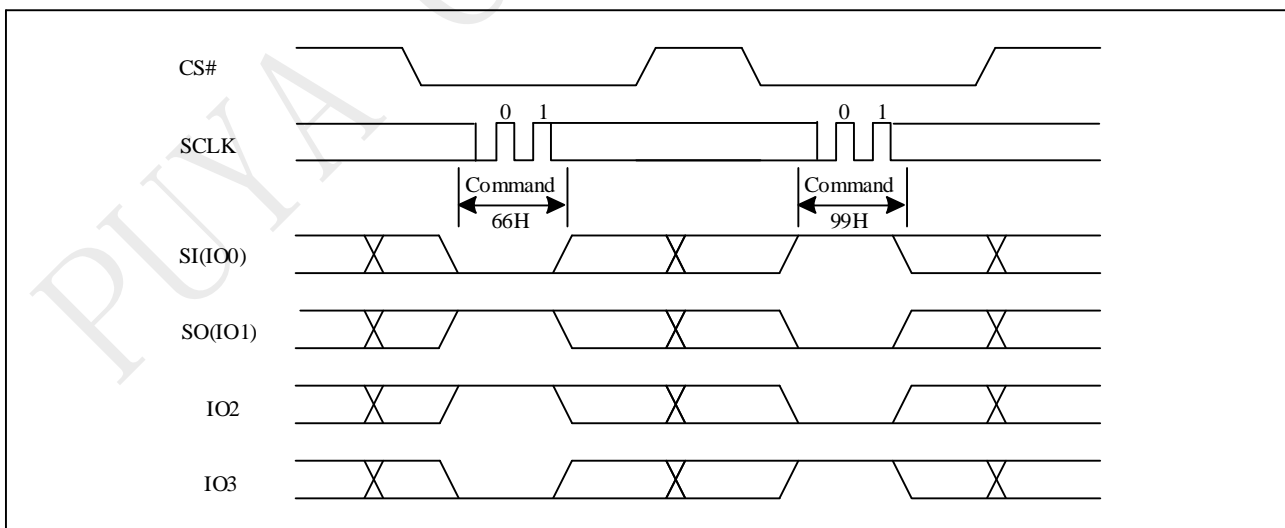 PUYA
CS#
0 1 0 1
SCLK
Command Command
66H 99H
SI(IO0)
SO(IO1)
IO2
IO3